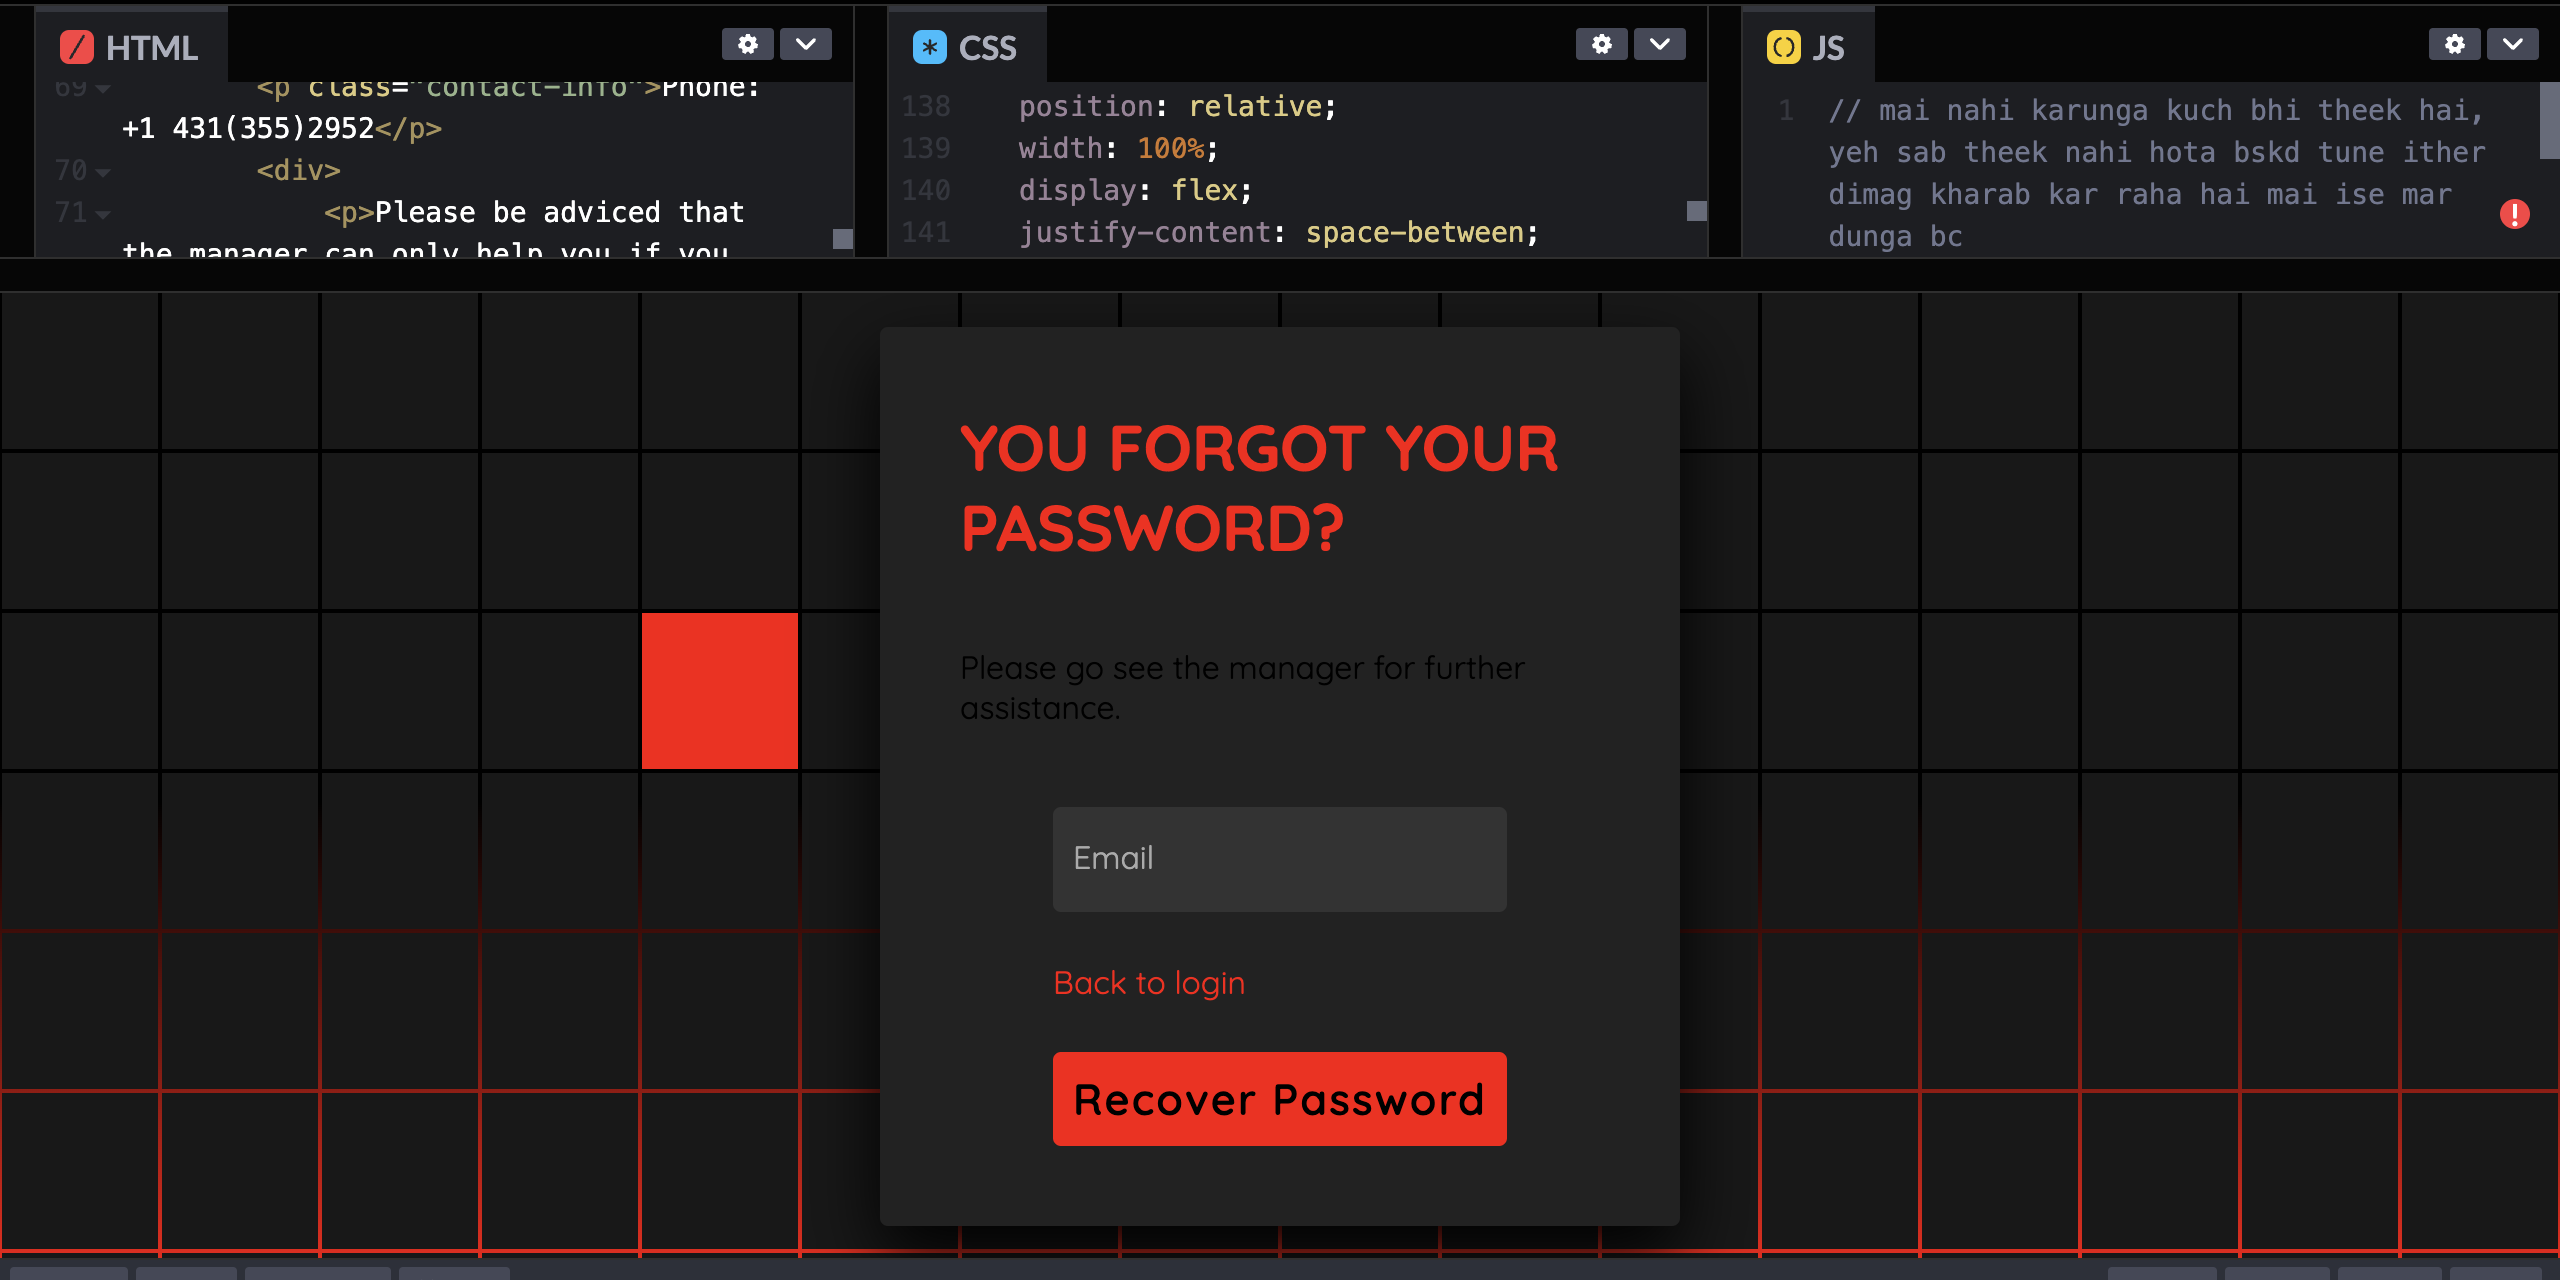 HTML
69 <p class="contact-info">Phone:
+1 431(355)2952</p>
70 <div>
71 <p>Please be adviced that
the manager can only help you if you
CSS
138 position: relative;
139 width: 100%;
140 display: flex;
141 justify-content: space-between;
JS
1 // mai nahi karunga kuch bhi theek hai,
yeh sab theek nahi hota bskd tune ither
dimag kharab kar raha hai mai ise mar
dunga bc
YOU FORGOT YOUR
PASSWORD?
Please go see the manager for further
assistance.
Email
Back to login
Recover Password